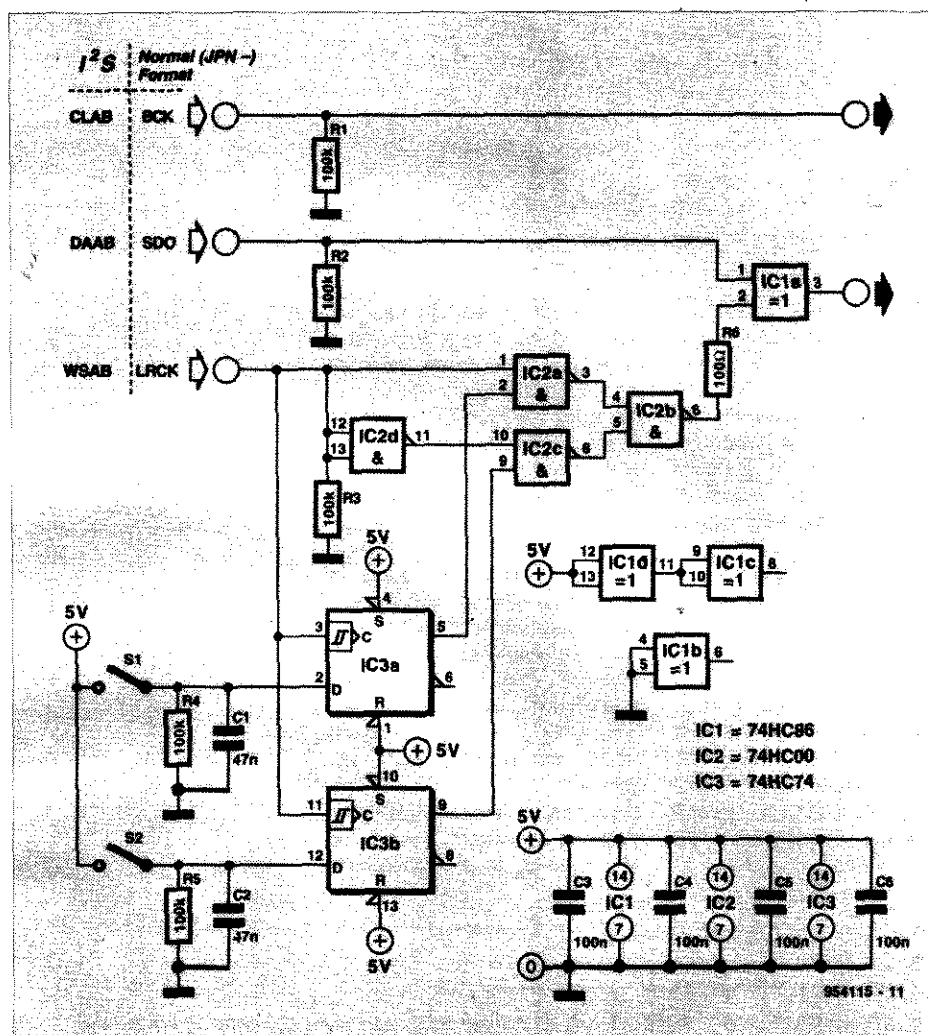 I²S Normal (JPN –) Format
CLAB BCK
R1
100k
DAAB SDO
R2
100k
1
2
IC1a
=1
3
R6
100Ω
WSAB LRCK
1
2
IC2a
&
3
4
5
IC2b
&
6
12
13
IC2d
&
11
10
9
IC2c
&
8
R3
100k
5V
4
S
3
C
5
IC3a
2
D
6
R
1
5V
10
S
11
C
9
IC3b
12
D
8
R
13
5V
5V
S1
R4
100k
C1
47n
S2
R5
100k
C2
47n
5V
12
13
IC1d
=1
11
9
10
IC1c
=1
8
4
5
IC1b
=1
6
IC1 = 74HC86
IC2 = 74HC00
IC3 = 74HC74
5V
C3
14
IC1
7
100n
C4
14
IC2
7
100n
C5
14
IC3
7
100n
C6
100n
0
954115 - 11